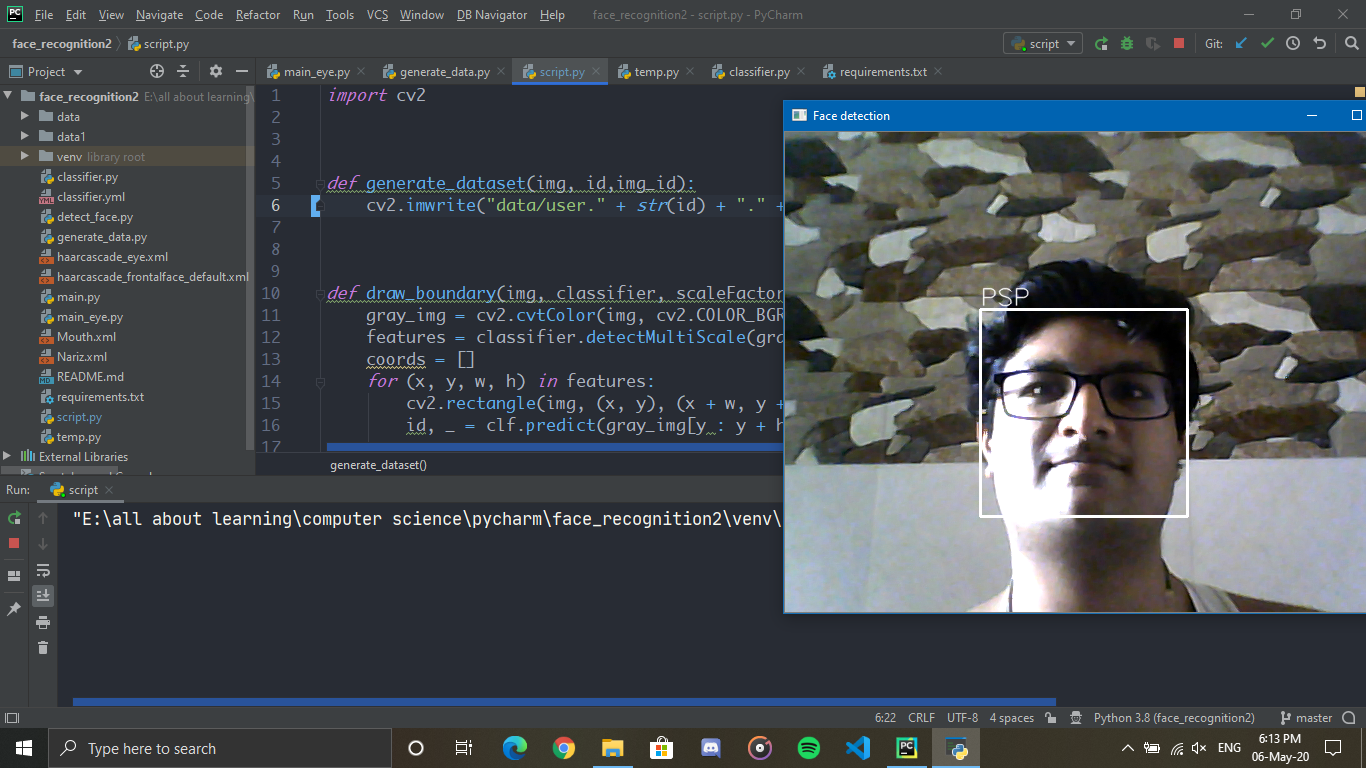 File Edit View Navigate Code Refactor Run Tools VCS Window DB Navigator Help face_recognition2 - script.py - PyCharm
face_recognition2 script.py script Git:
Project main_eye.py generate_data.py script.py temp.py classifier.py requirements.txt
face_recognition2 E:\all about learning\
data
data1
venv library root
classifier.py
classifier.yml
detect_face.py
generate_data.py
haarcascade_eye.xml
haarcascade_frontalface_default.xml
main.py
main_eye.py
Mouth.xml
Nariz.xml
README.md
requirements.txt
script.py
temp.py
External Libraries
1 import cv2
2
3
4
5 def generate_dataset(img, id,img_id):
6 cv2.imwrite("data/user." + str(id) + "." +
7
8
9
10 def draw_boundary(img, classifier, scaleFactor
11 gray_img = cv2.cvtColor(img, cv2.COLOR_BGR
12 features = classifier.detectMultiScale(gra
13 coords = []
14 for (x, y, w, h) in features:
15 cv2.rectangle(img, (x, y), (x + w, y +
16 id, _ = clf.predict(gray_img[y : y + h
17
generate_dataset()
Face detection
PSP
Run: script
"E:\all about learning\computer science\pycharm\face_recognition2\venv\
6:22 CRLF UTF-8 4 spaces Python 3.8 (face_recognition2) master
Type here to search
ENG
6:13 PM
06-May-20